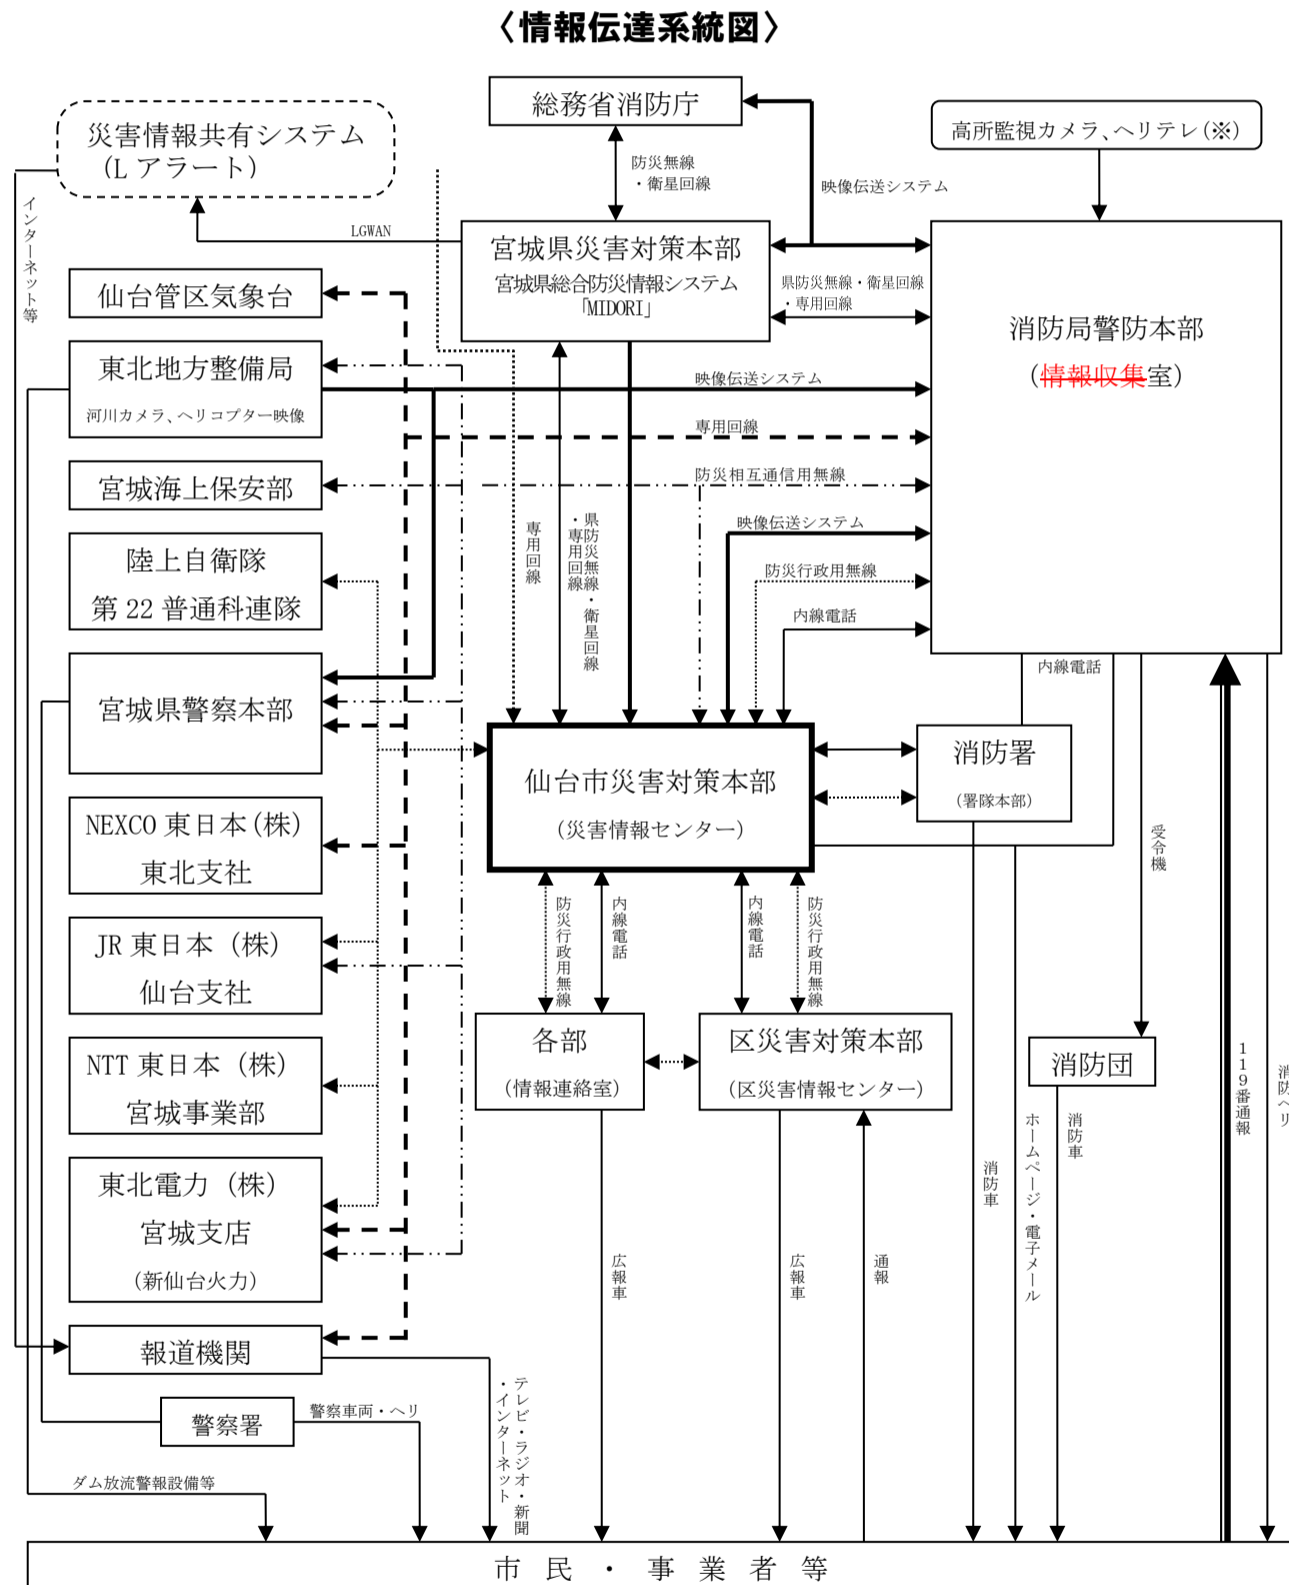 〈情報伝達系統図〉
総務省消防庁
災害情報共有システム
（Lアラート）
高所監視カメラ、ヘリテレ(※)
防災無線
・衛星回線
映像伝送システム
インターネット等
LGWAN
宮城県災害対策本部
宮城県総合防災情報システム
「MIDORI」
県防災無線・衛星回線
・専用回線
消防局警防本部
（情報収集室）
仙台管区気象台
東北地方整備局
河川カメラ、ヘリコプター映像
映像伝送システム
専用回線
宮城海上保安部
防災相互通信用無線
映像伝送システム
専用回線
県防災無線・衛星回線
・専用回線
陸上自衛隊
第 22 普通科連隊
防災行政用無線
内線電話
宮城県警察本部
内線電話
仙台市災害対策本部
（災害情報センター）
消防署
（署隊本部）
NEXCO 東日本(株)
東北支社
受令機
防災行政用無線
内線電話
内線電話
防災行政用無線
JR 東日本（株）
仙台支社
各部
（情報連絡室）
区災害対策本部
（区災害情報センター）
消防団
NTT 東日本（株）
宮城事業部
119番通報
消防ヘリ
消防車
ホームページ・電子メール
消防車
東北電力（株）
宮城支店
（新仙台火力）
広報車
広報車
通報
報道機関
テレビ・ラジオ・新聞
・インターネット
警察署
警察車両・ヘリ
ダム放流警報設備等
市民・事業者等